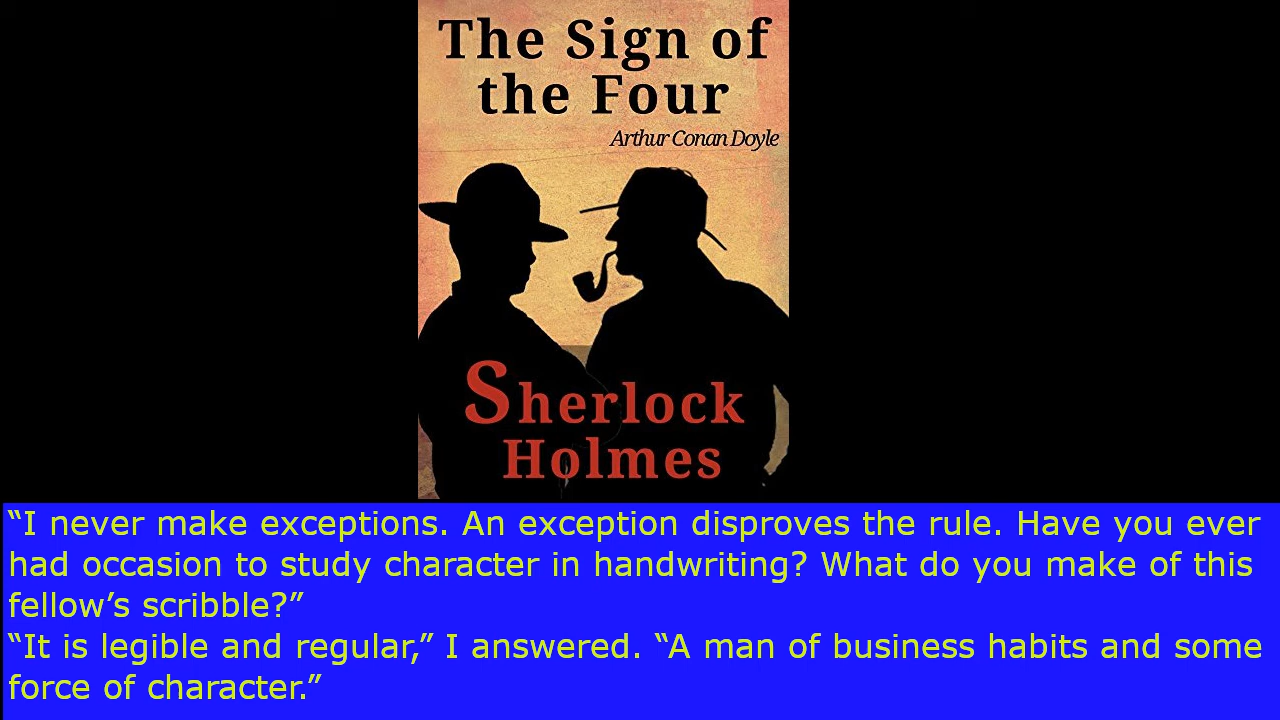 The Sign of
the Four
Arthur Conan Doyle
Sherlock
Holmes
“I never make exceptions. An exception disproves the rule. Have you ever
had occasion to study character in handwriting? What do you make of this
fellow’s scribble?”
“It is legible and regular,” I answered. “A man of business habits and some
force of character.”